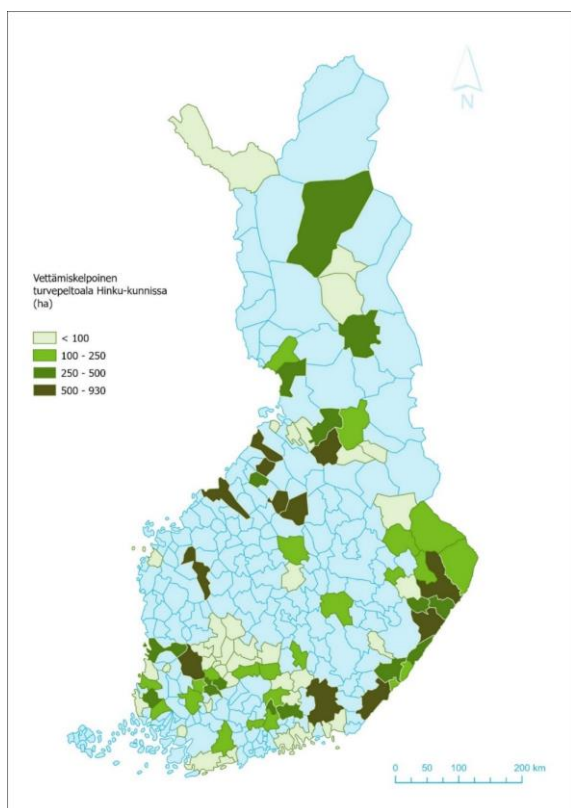 N
Vettämiskelpoinen
turvepeltoala Hinku-kunnissa
(ha)
< 100
100 - 250
250 - 500
500 - 930
0 50 100 200 km